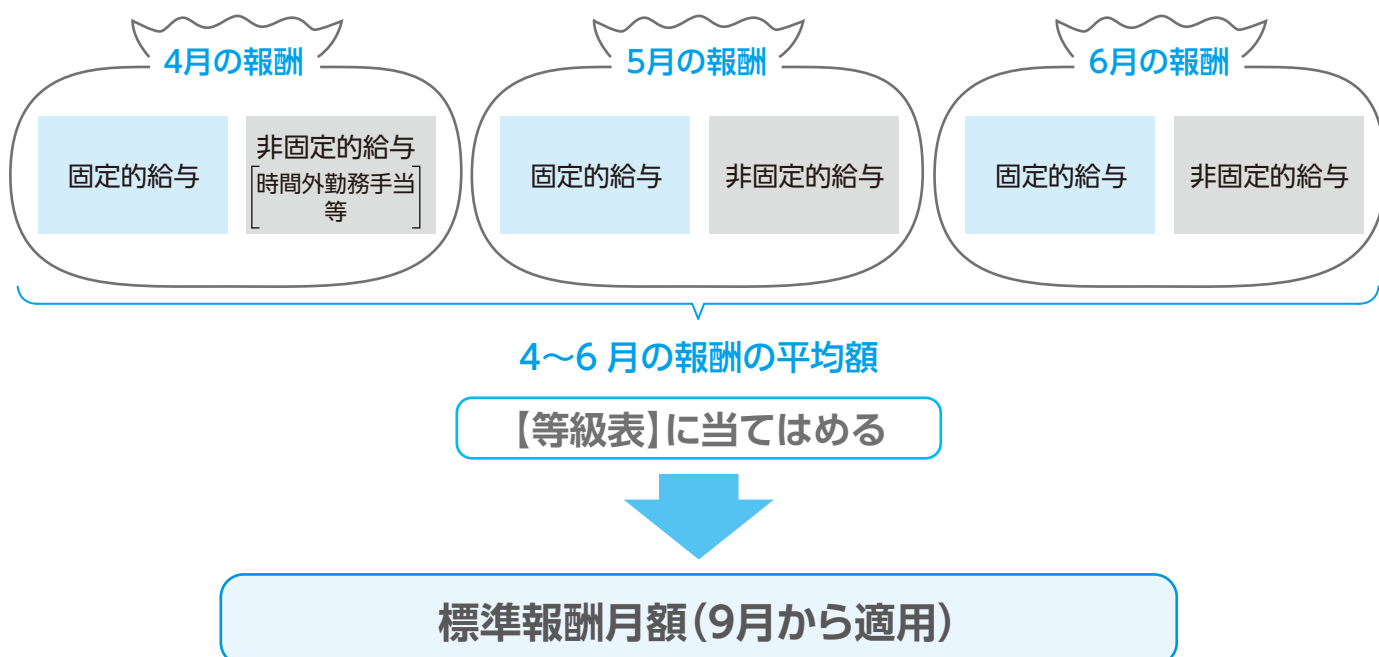 4月の報酬
固定的給与
非固定的給与
[時間外勤務手当
等]
5月の報酬
固定的給与
非固定的給与
6月の報酬
固定的給与
非固定的給与
4〜6 月の報酬の平均額
【等級表】に当てはめる
標準報酬月額(9月から適用)